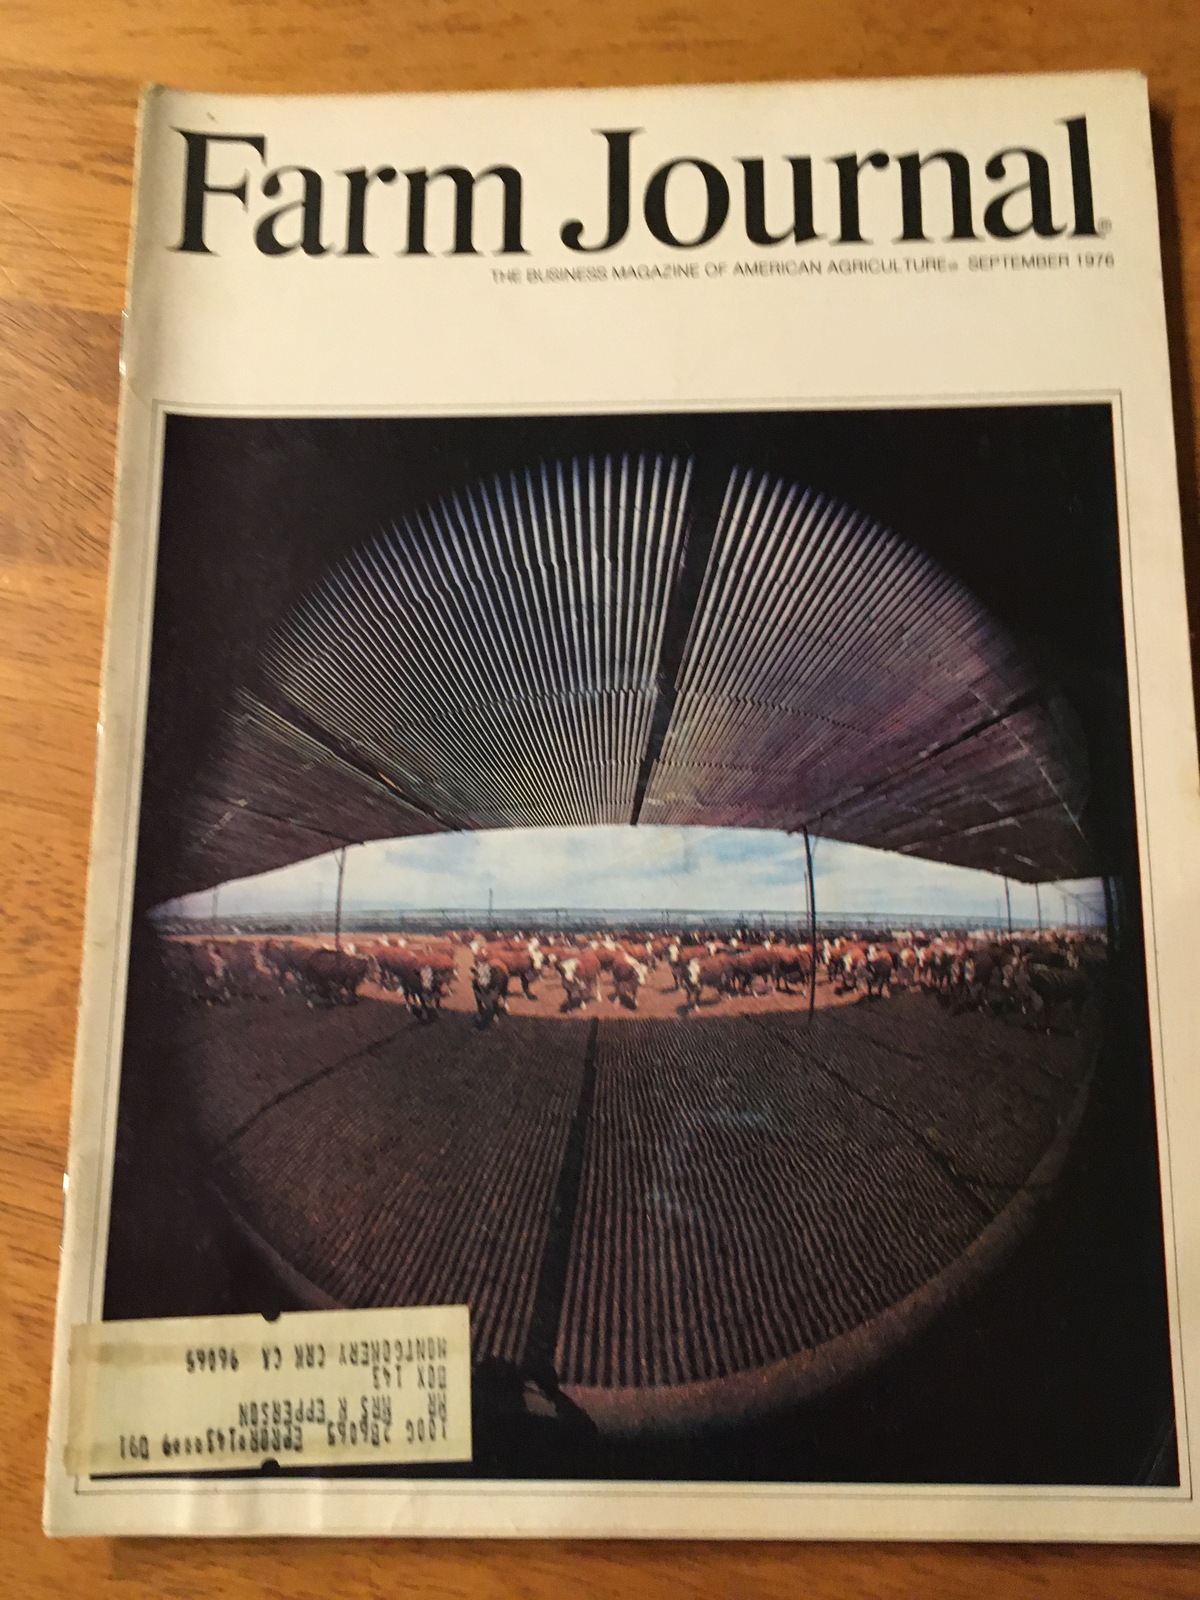 Farm Journal®
THE BUSINESS MAGAZINE OF AMERICAN AGRICULTURE® SEPTEMBER 1976
MR MRS R EPPERSON
BOX 143
MONTGOMERY CRK CA 96065